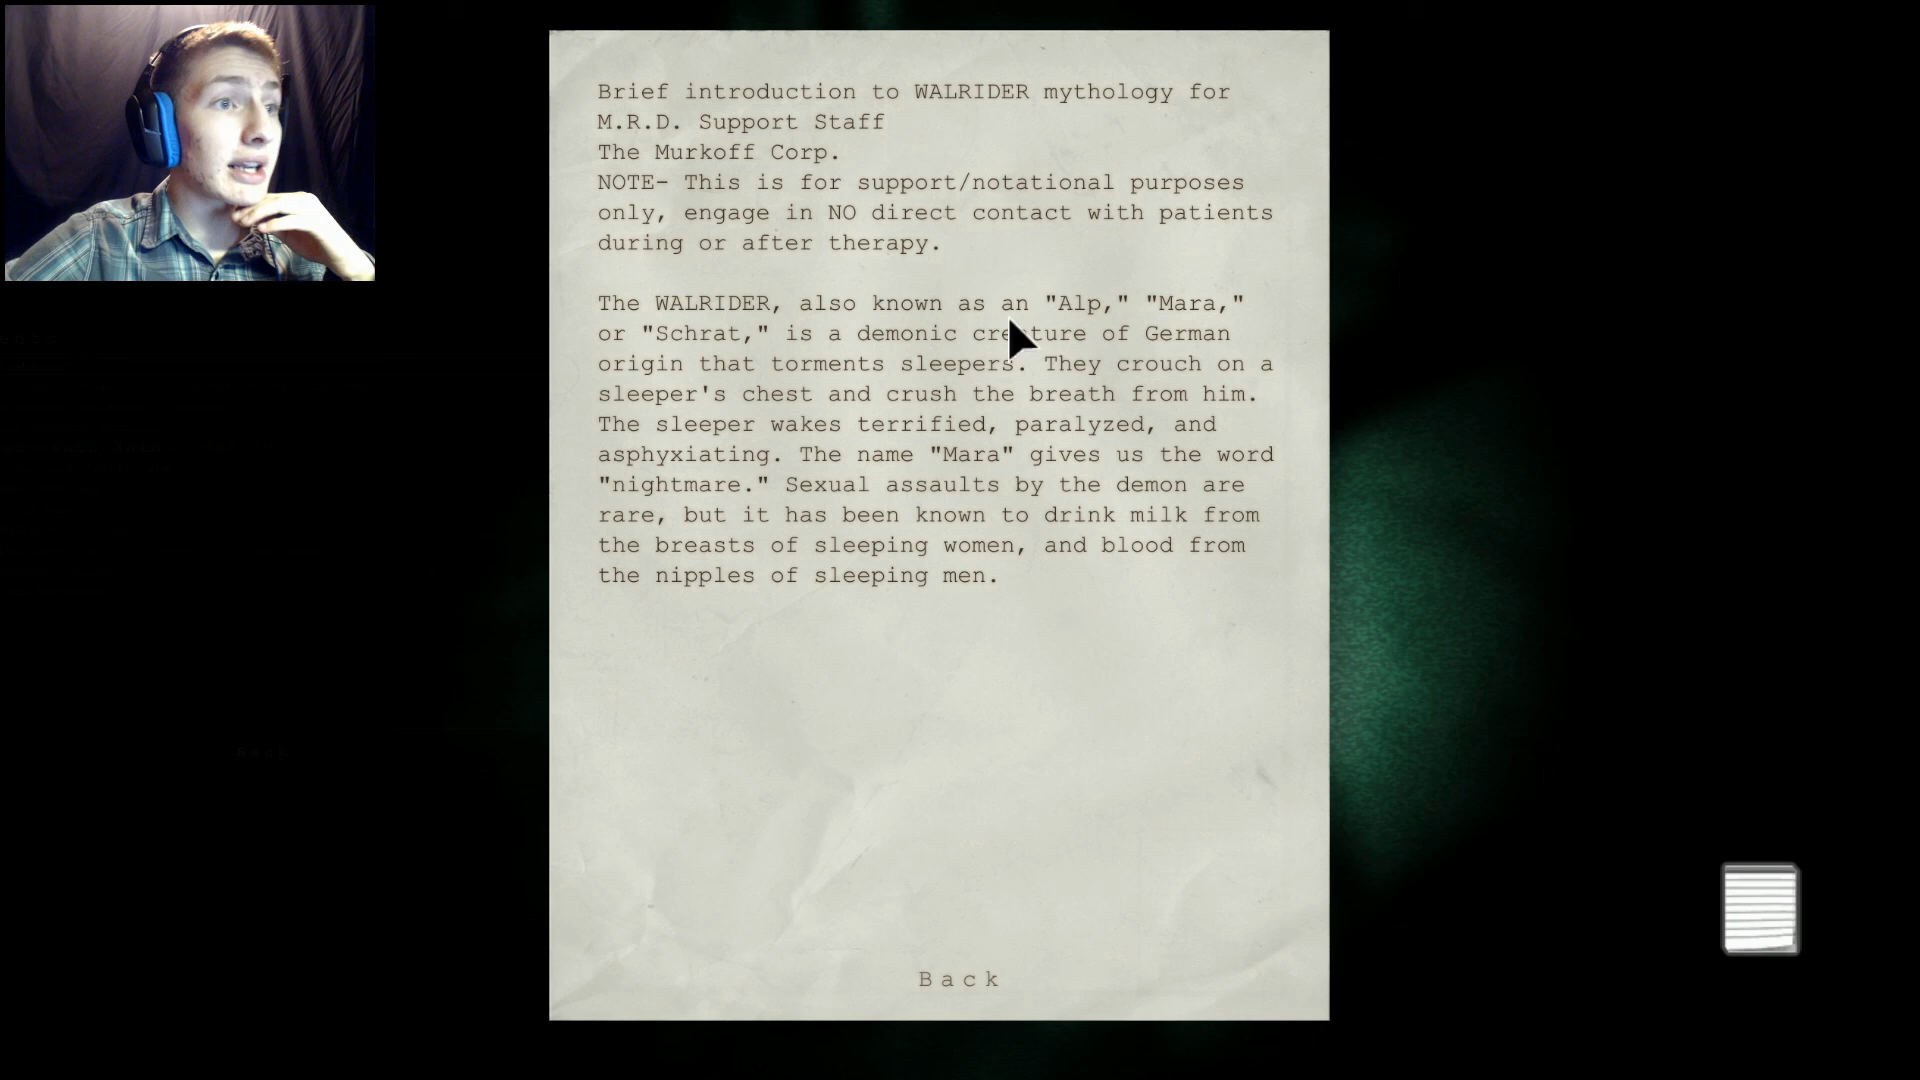 Brief introduction to WALRIDER mythology for
M.R.D. Support Staff
The Murkoff Corp.
NOTE- This is for support/notational purposes
only, engage in NO direct contact with patients
during or after therapy.
The WALRIDER, also known as an "Alp," "Mara,"
or "Schrat," is a demonic creature of German
origin that torments sleepers. They crouch on a
sleeper's chest and crush the breath from him.
The sleeper wakes terrified, paralyzed, and
asphyxiating. The name "Mara" gives us the word
"nightmare." Sexual assaults by the demon are
rare, but it has been known to drink milk from
the breasts of sleeping women, and blood from
the nipples of sleeping men.
Back